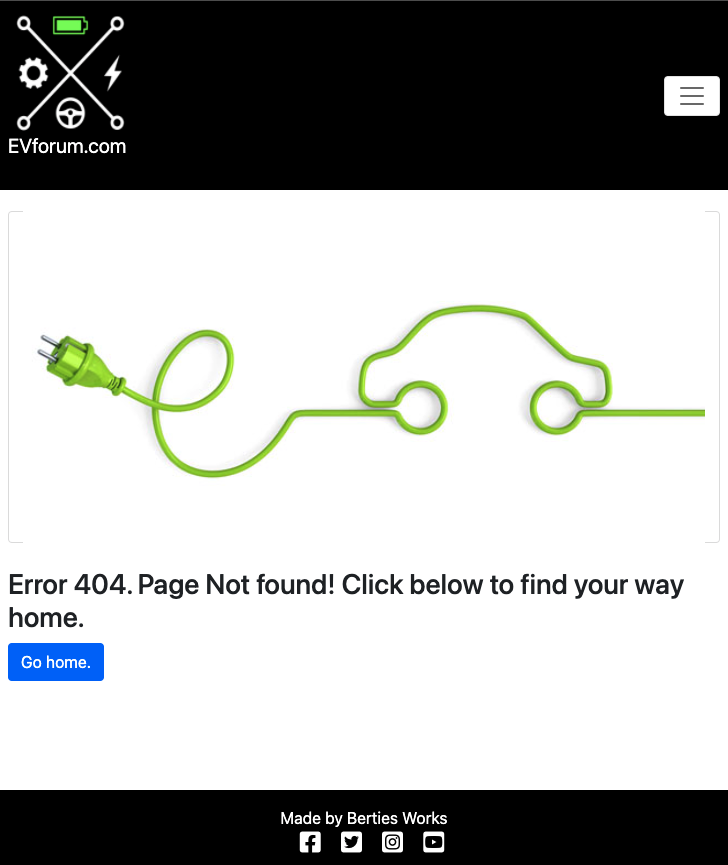 EVforum.com
Error 404. Page Not found! Click below to find your way
home.
Go home.
Made by Berties Works